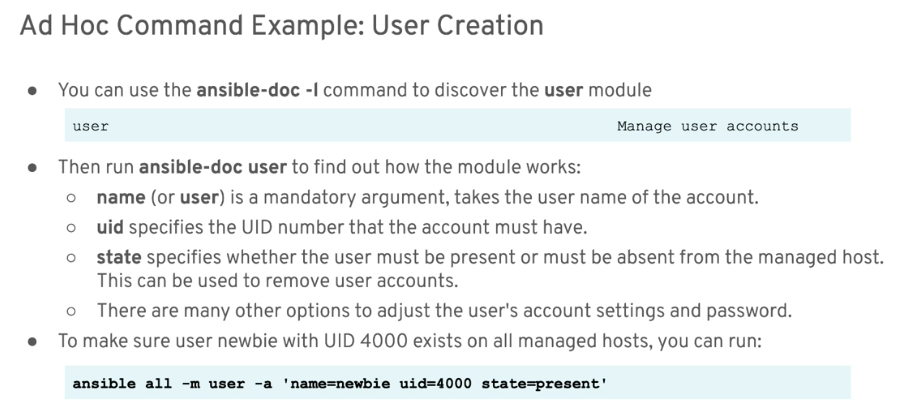 Ad Hoc Command Example: User Creation
● You can use the ansible-doc -l command to discover the user module
user Manage user accounts
● Then run ansible-doc user to find out how the module works:
○ name (or user) is a mandatory argument, takes the user name of the account.
○ uid specifies the UID number that the account must have.
○ state specifies whether the user must be present or must be absent from the managed host.
This can be used to remove user accounts.
○ There are many other options to adjust the user's account settings and password.
● To make sure user newbie with UID 4000 exists on all managed hosts, you can run:
ansible all -m user -a 'name=newbie uid=4000 state=present'